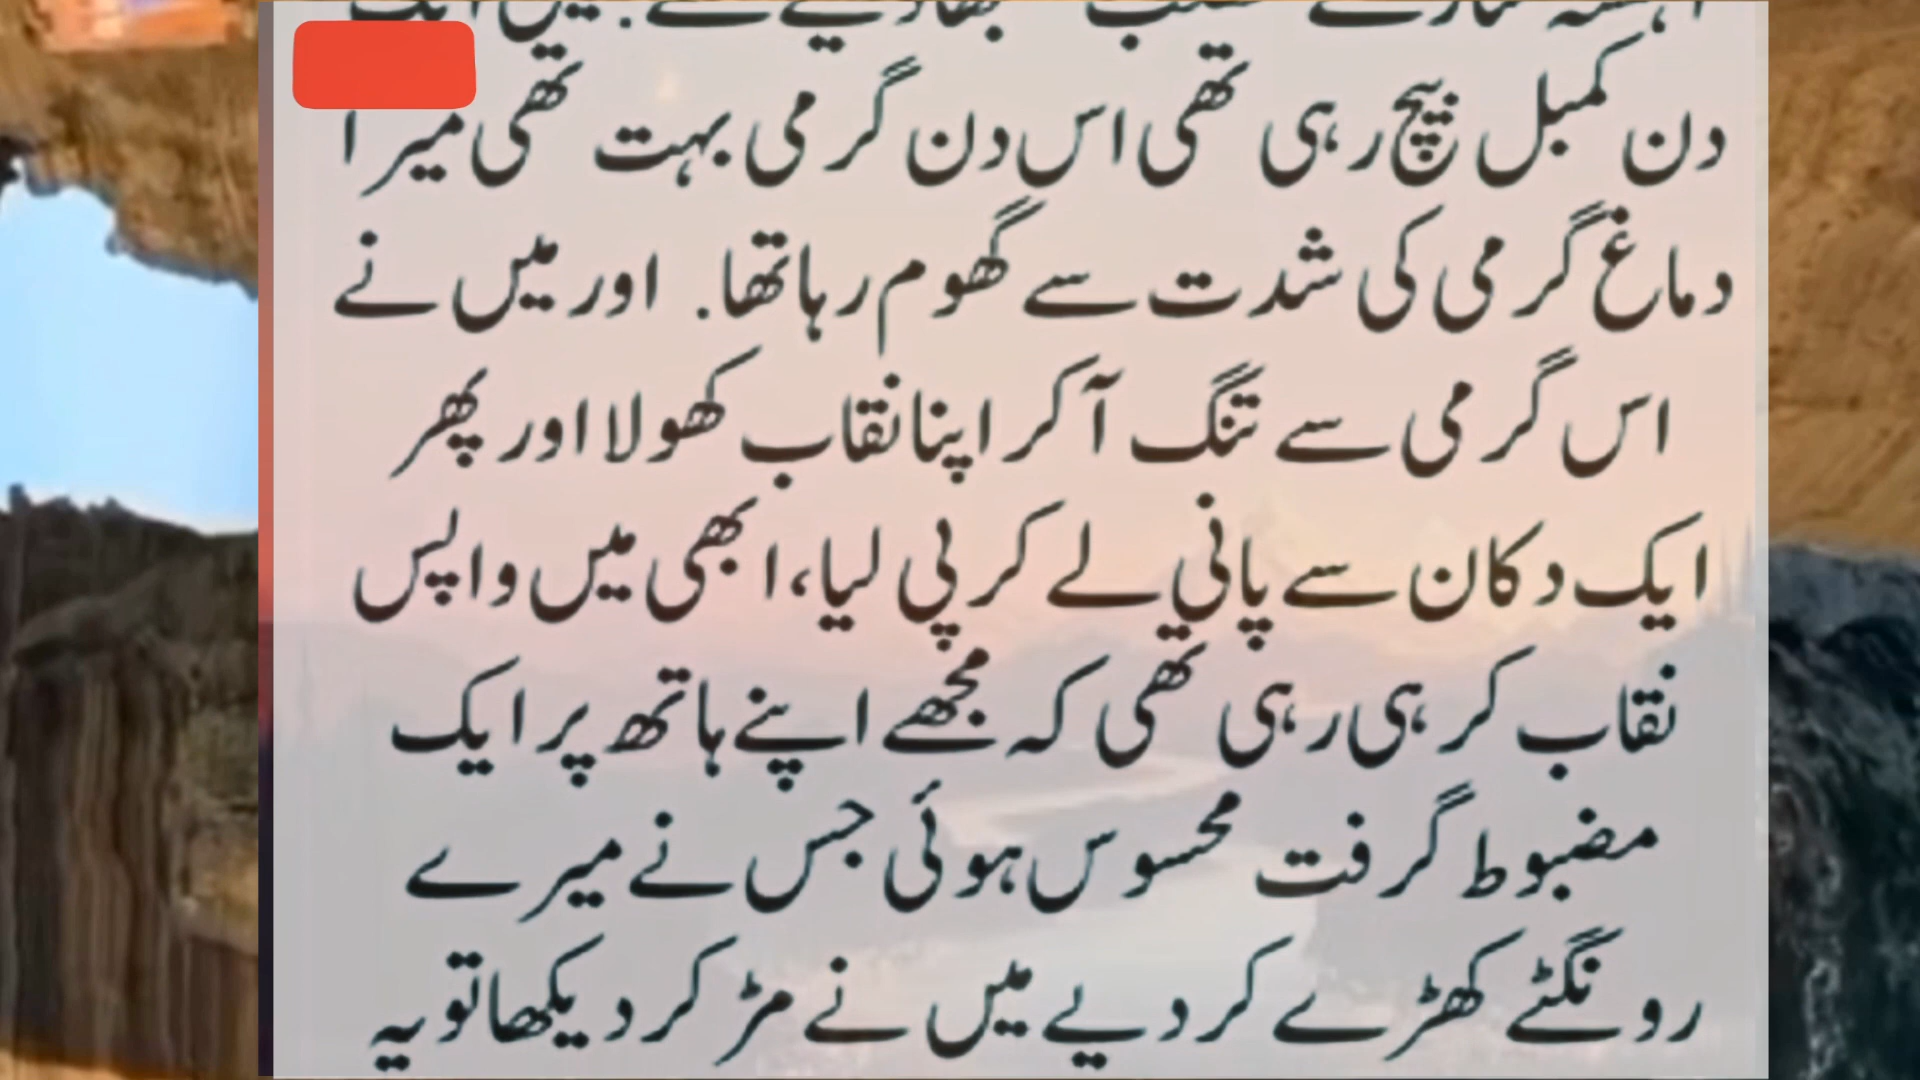 دن کمبل بیچ رہی تھی اس دن گرمی بہت تھی میرا
دماغ گرمی کی شدت سے گھوم رہا تھا. اور میں نے
اس گرمی سے تنگ آ کر اپنا نقاب کھولا اور پھر
ایک دکان سے پانی لے کر پی لیا، ابھی میں واپس
نقاب کر ہی رہی تھی کہ مجھے اپنے ہاتھ پر ایک
مضبوط گرفت محسوس ہوئی جس نے میرے
رونگٹے کھڑے کر دیے میں نے مڑ کر دیکھا تو یہ